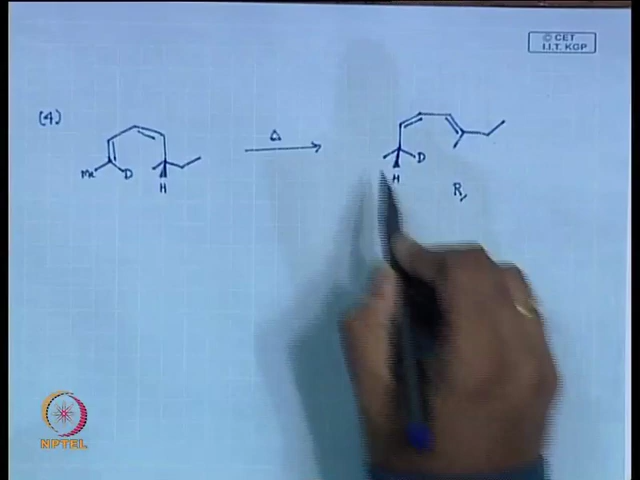 © CET
I.I.T. KGP
(4)
Δ
Me D H
D
H
R
NPTEL